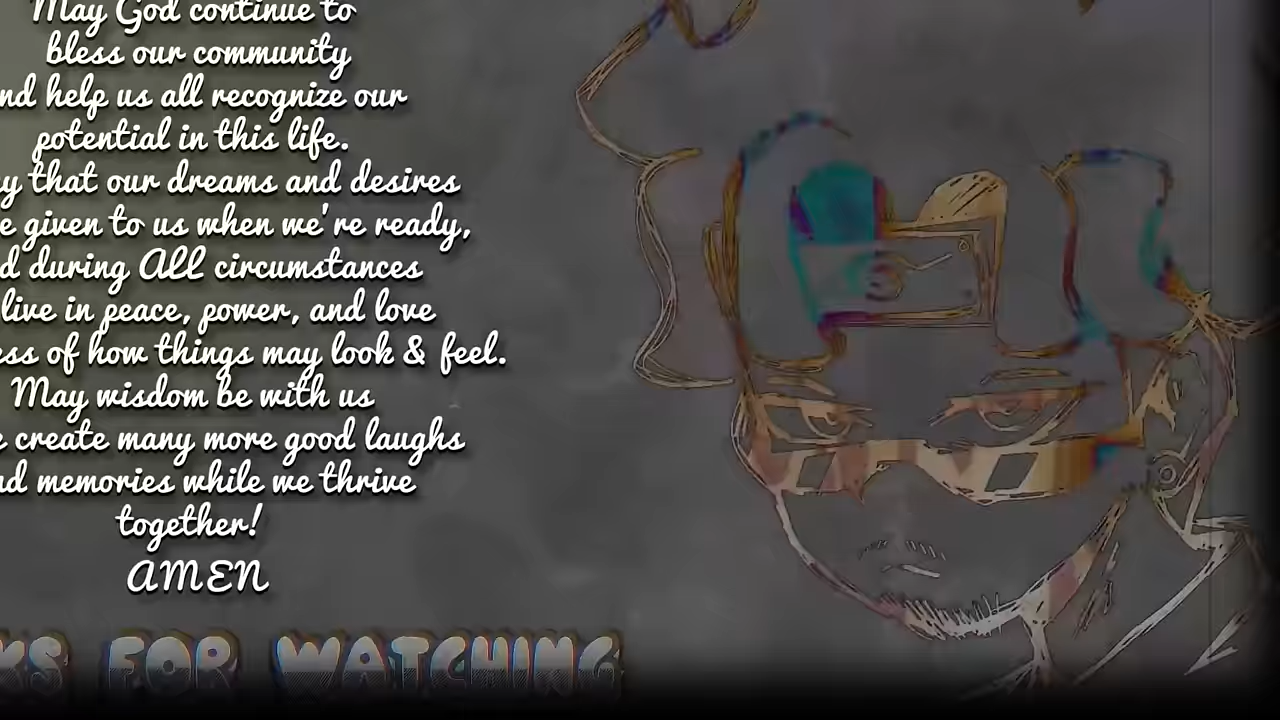 May God continue to
bless our community
nd help us all recognize our
potential in this life.
y that our dreams and desires
e given to us when we're ready,
d during ALL circumstances
live in peace, power, and love
ess of how things may look & feel.
May wisdom be with us
e create many more good laughs
nd memories while we thrive
together!
AMEN
KS FOR WATCHING